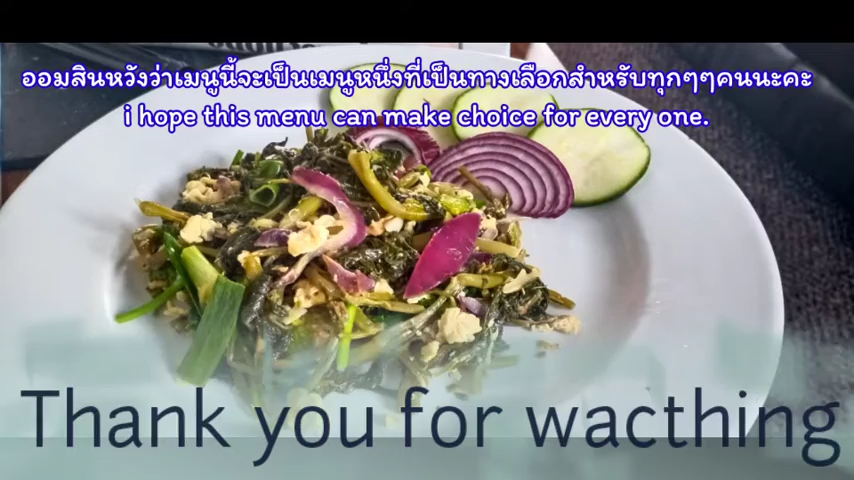 ออมสินหวังว่าเมนูนี้จะเป็นเมนูหนึ่งที่เป็นทางเลือกสำหรับทุกๆๆคนนะคะ
i hope this menu can make choice for every one.
Thank you for wacthing